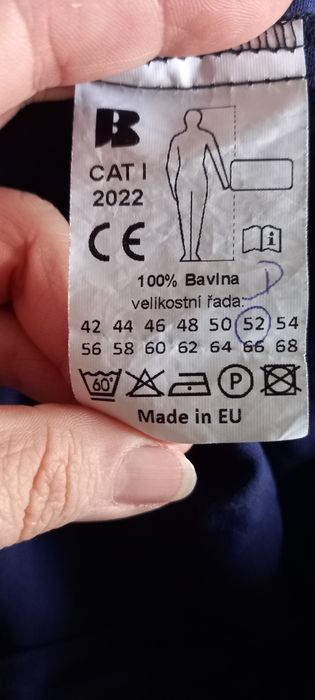 CAT I
2022
CE
100% Bavlna
velikostní řada:
42 44 46 48 50 52 54
56 58 60 62 64 66 68
60° P
Made in EU